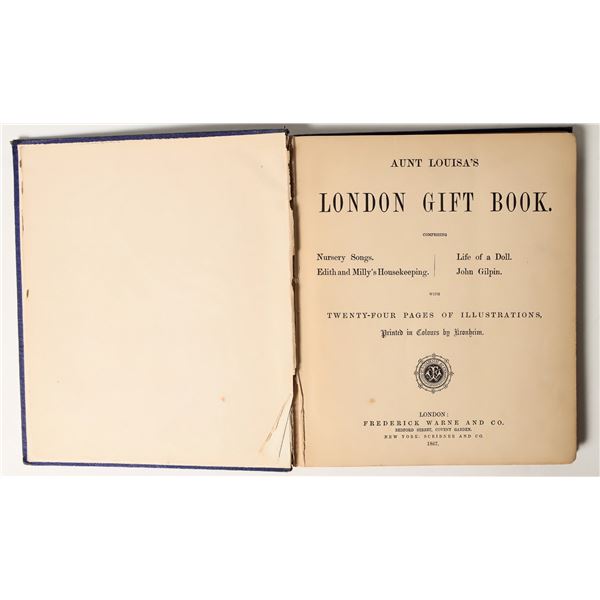 AUNT LOUISA'S
LONDON GIFT BOOK.
COMPRISING
Nursery Songs.
Edith and Milly's Housekeeping.
Life of a Doll.
John Gilpin.
WITH
TWENTY-FOUR PAGES OF ILLUSTRATIONS,
Printed in Colours by Kronheim.
LONDON:
FREDERICK WARNE AND CO.
BEDFORD STREET, COVENT GARDEN.
NEW YORK: SCRIBNER AND CO.
1867.